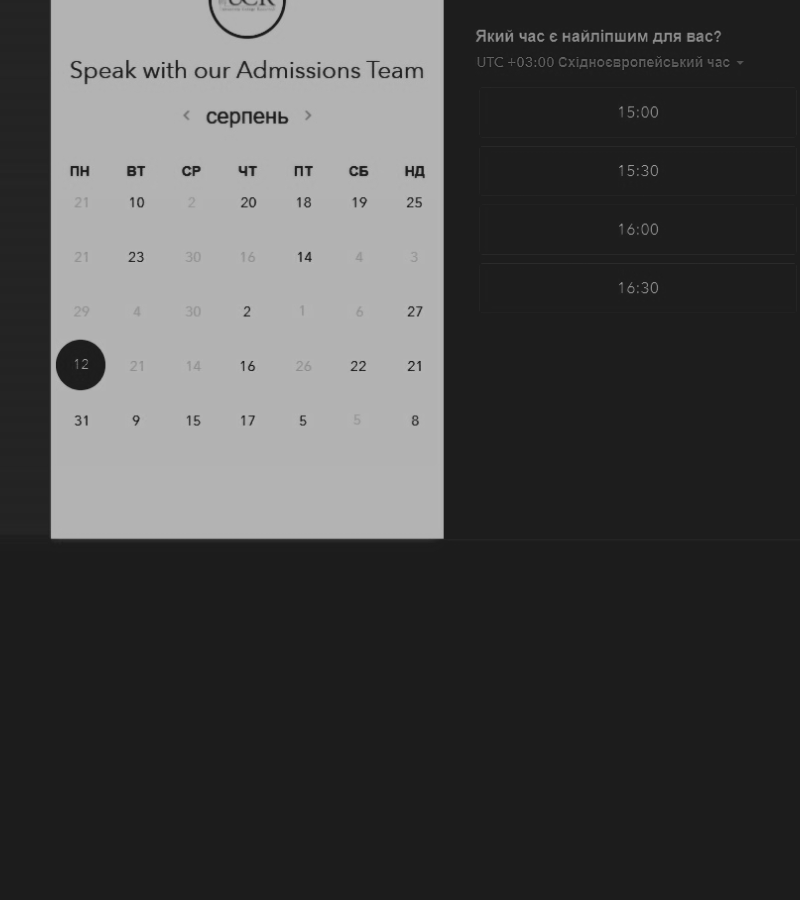 UCR
Speak with our Admissions Team
серпень
ПН ВТ СР ЧТ ПТ СБ НД
21 10 2 20 18 19 25
21 23 30 16 14 4 3
29 4 30 2 1 6 27
12 21 14 16 26 22 21
31 9 15 17 5 5 8
Який час є найліпшим для вас?
UTC +03:00 Східноєвропейський час
15:00
15:30
16:00
16:30